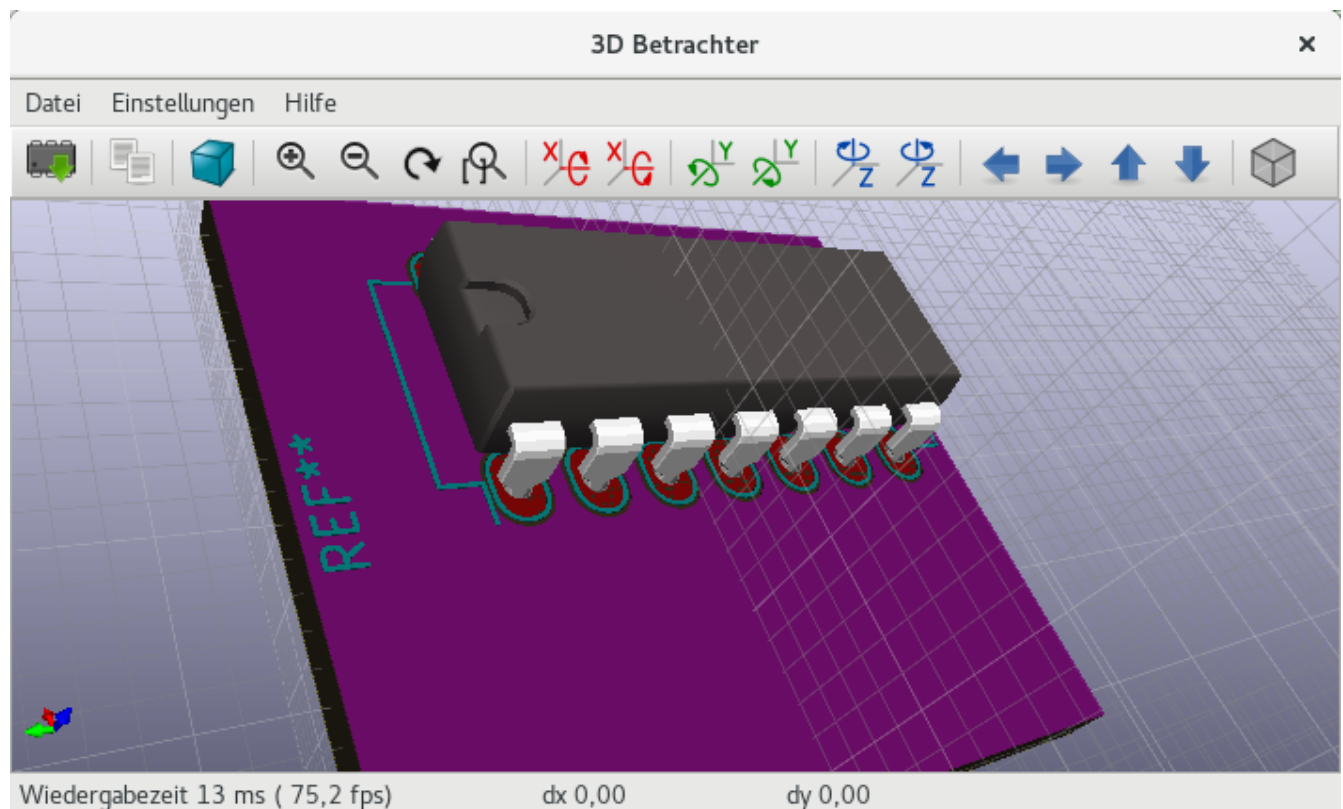 3D Betrachter
Datei Einstellungen Hilfe
X X Y Y Z Z
REF**
Wiedergabezeit 13 ms ( 75,2 fps) dx 0,00 dy 0,00